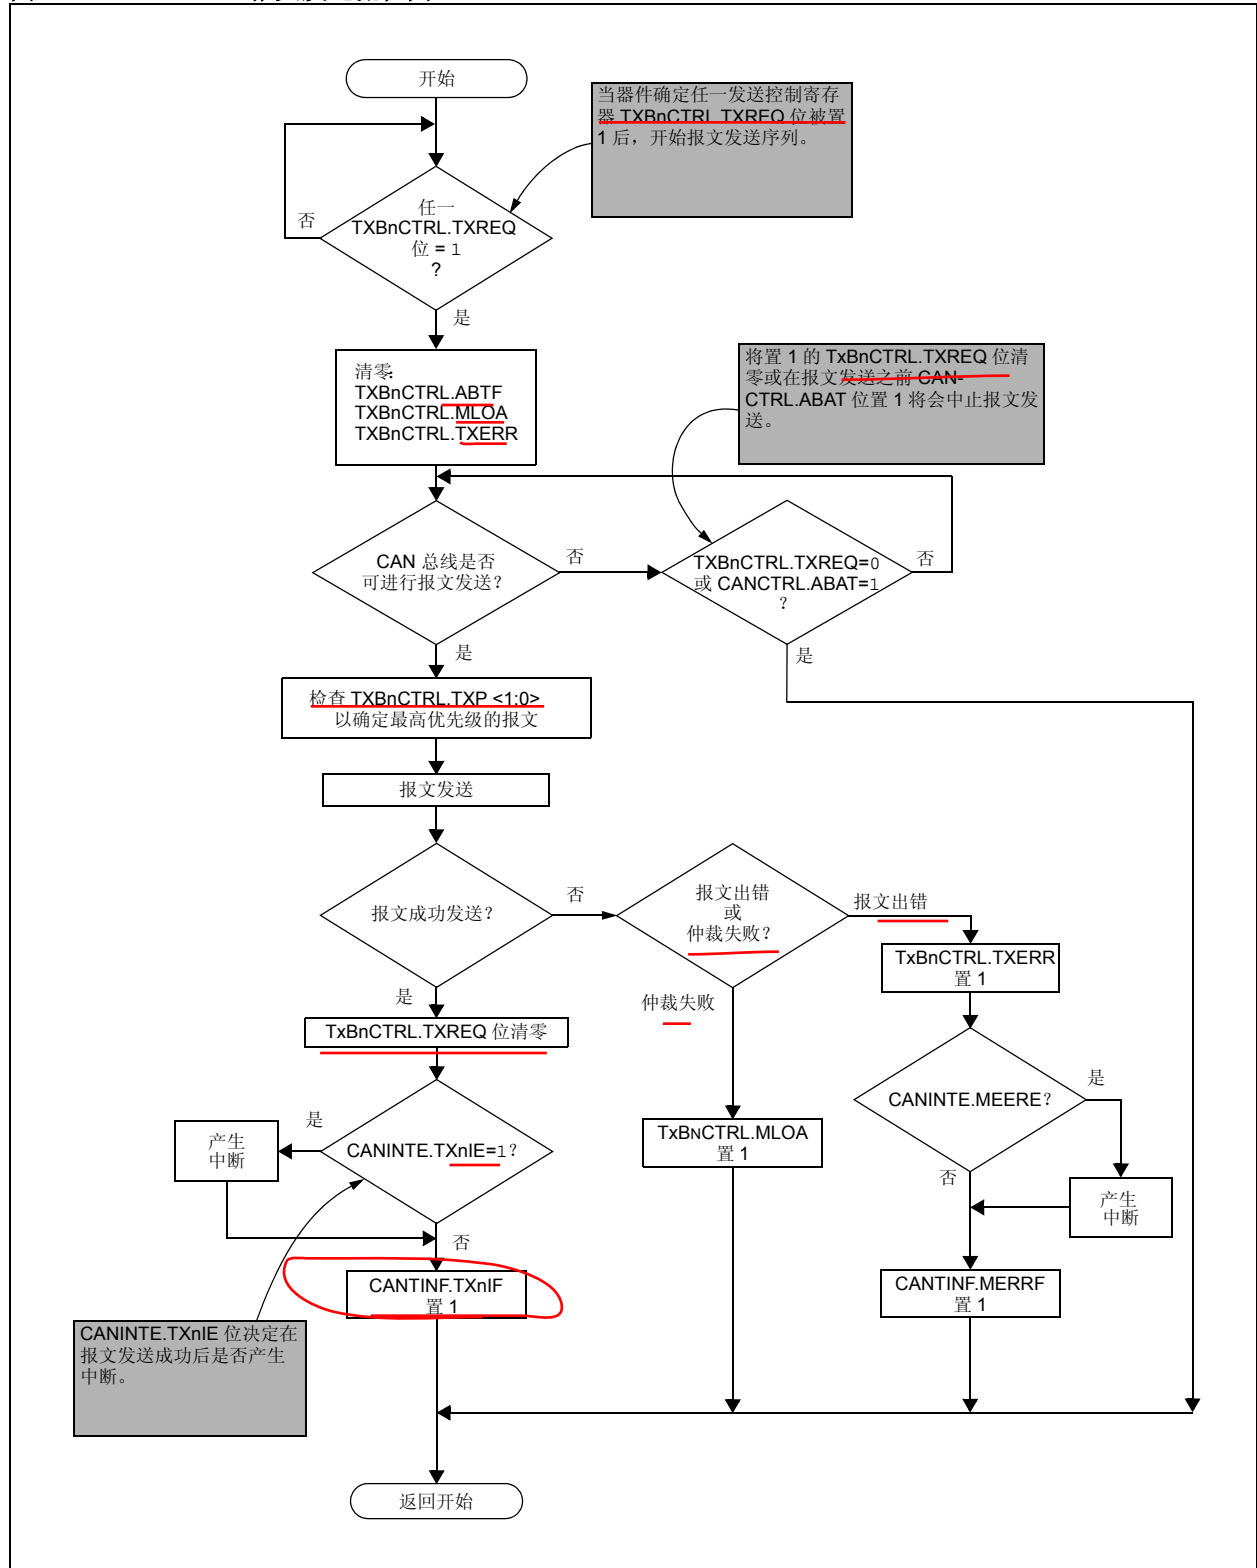 开始
当器件确定任一发送控制寄存
器 TXBnCTRL.TXREQ 位被置
1 后，开始报文发送序列。
任一
TXBnCTRL.TXREQ
位 = 1
?
否
是
清零:
TXBnCTRL.ABTF
TXBnCTRL.MLOA
TXBnCTRL.TXERR
将置 1 的 TxBnCTRL.TXREQ 位清
零或在报文发送之前 CAN-
CTRL.ABAT 位置 1 将会中止报文发
送。
CAN 总线是否
可进行报文发送？
否
TXBnCTRL.TXREQ=0
或 CANCTRL.ABAT=1
?
否
是
是
检查 TXBnCTRL.TXP <1:0>
以确定最高优先级的报文
报文发送
报文成功发送？
否
报文出错
或
仲裁失败？
报文出错
TxBnCTRL.TXERR
置 1
是
仲裁失败
TxBnCTRL.TXREQ 位清零
CANINTE.MEERE？
是
是
产生
中断
CANINTE.TXnIE=1？
TxBNCTRL.MLOA
置 1
否
产生
中断
否
CANTINF.TXnIF
置 1
CANTINF.MERRF
置 1
CANINTE.TXnIE 位决定在
报文发送成功后是否产生
中断。
返回开始